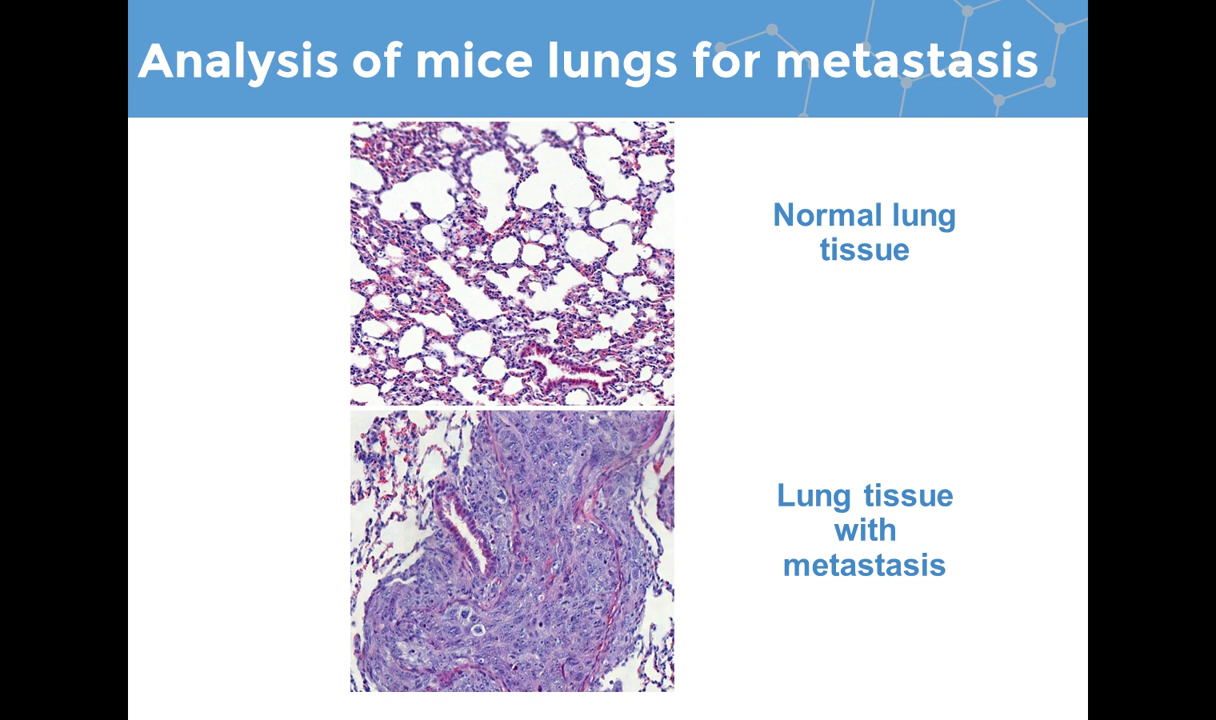 Analysis of mice lungs for metastasis
Normal lung
tissue
Lung tissue
with
metastasis